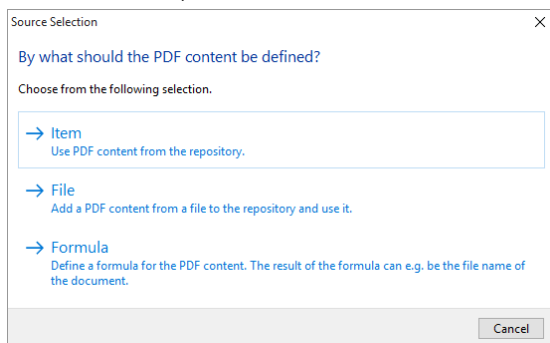 Source Selection
By what should the PDF content be defined?
Choose from the following selection.
Item
Use PDF content from the repository.
File
Add a PDF content from a file to the repository and use it.
Formula
Define a formula for the PDF content. The result of the formula can e.g. be the file name of
the document.
Cancel